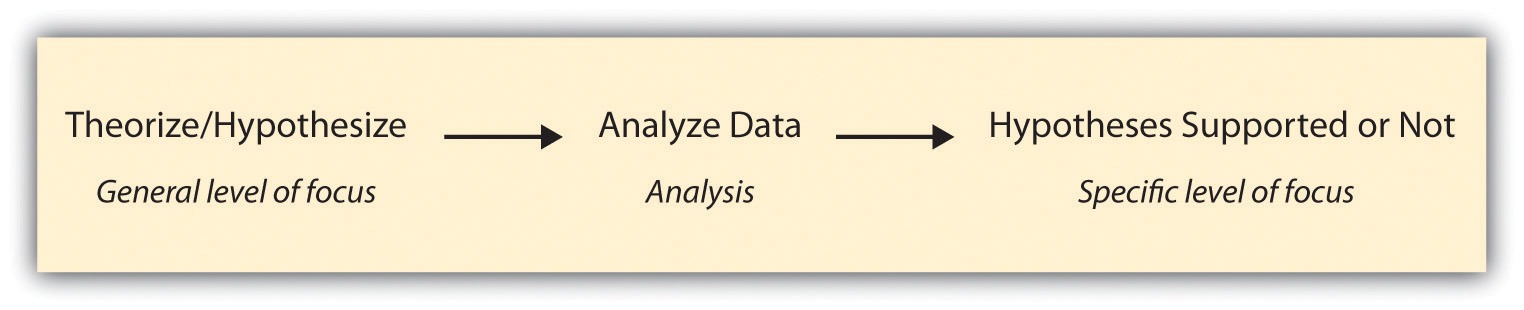 Theorize/Hypothesize
General level of focus
Analyze Data
Analysis
Hypotheses Supported or Not
Specific level of focus